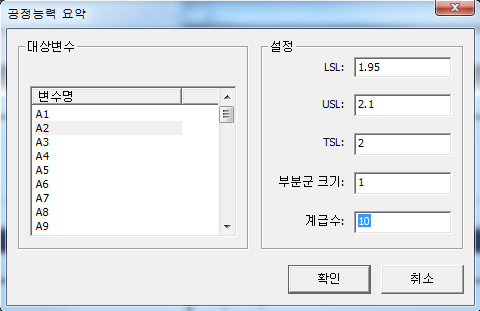 공정능력 요약
대상변수
변수명
A1
A2
A3
A4
A5
A6
A7
A8
A9
설정
LSL: 1.95
USL: 2.1
TSL: 2
부분군 크기: 1
계급수: 10
확인 취소